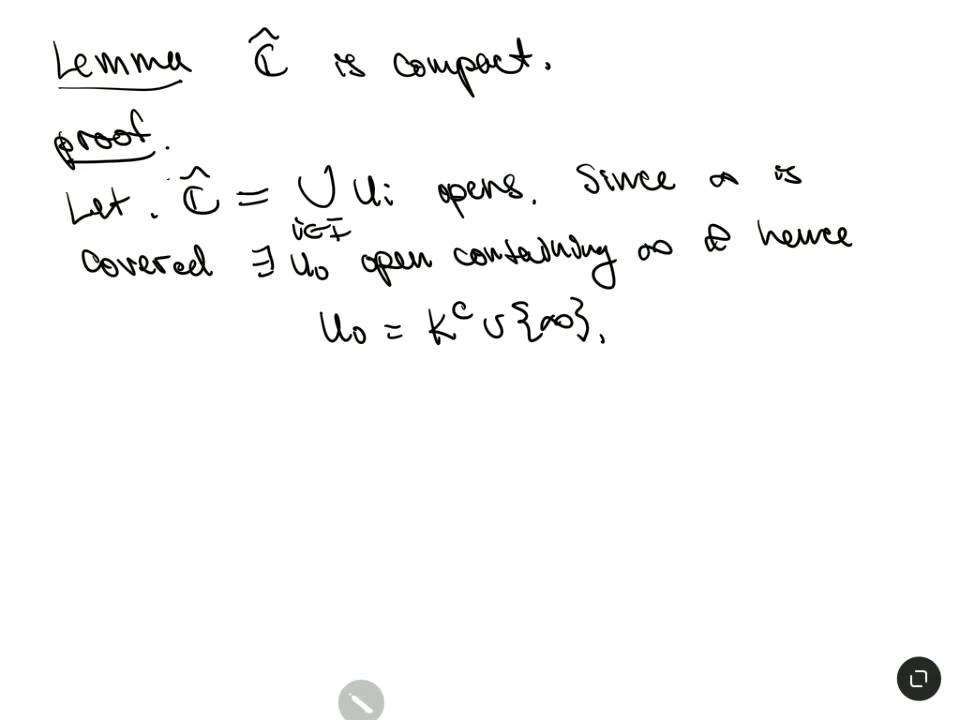 Lemma Ĉ is compact.
proof.
Let. Ĉ = ⋃ Ui opens. Since ∞ is
i∈I
covered ∃ U0 open containing ∞ & hence
U0 = K^c ∪ {∞}.